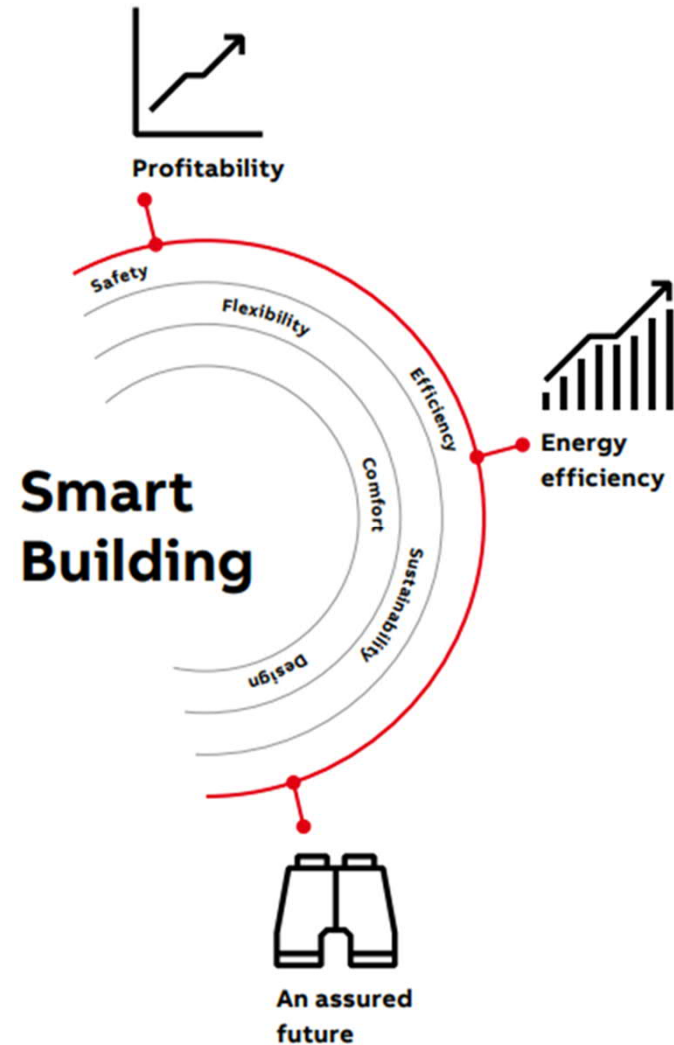 Profitability
Safety
Flexibility
Efficiency
Energy
efficiency
Comfort
Smart
Building
Sustainability
Design
An assured
future